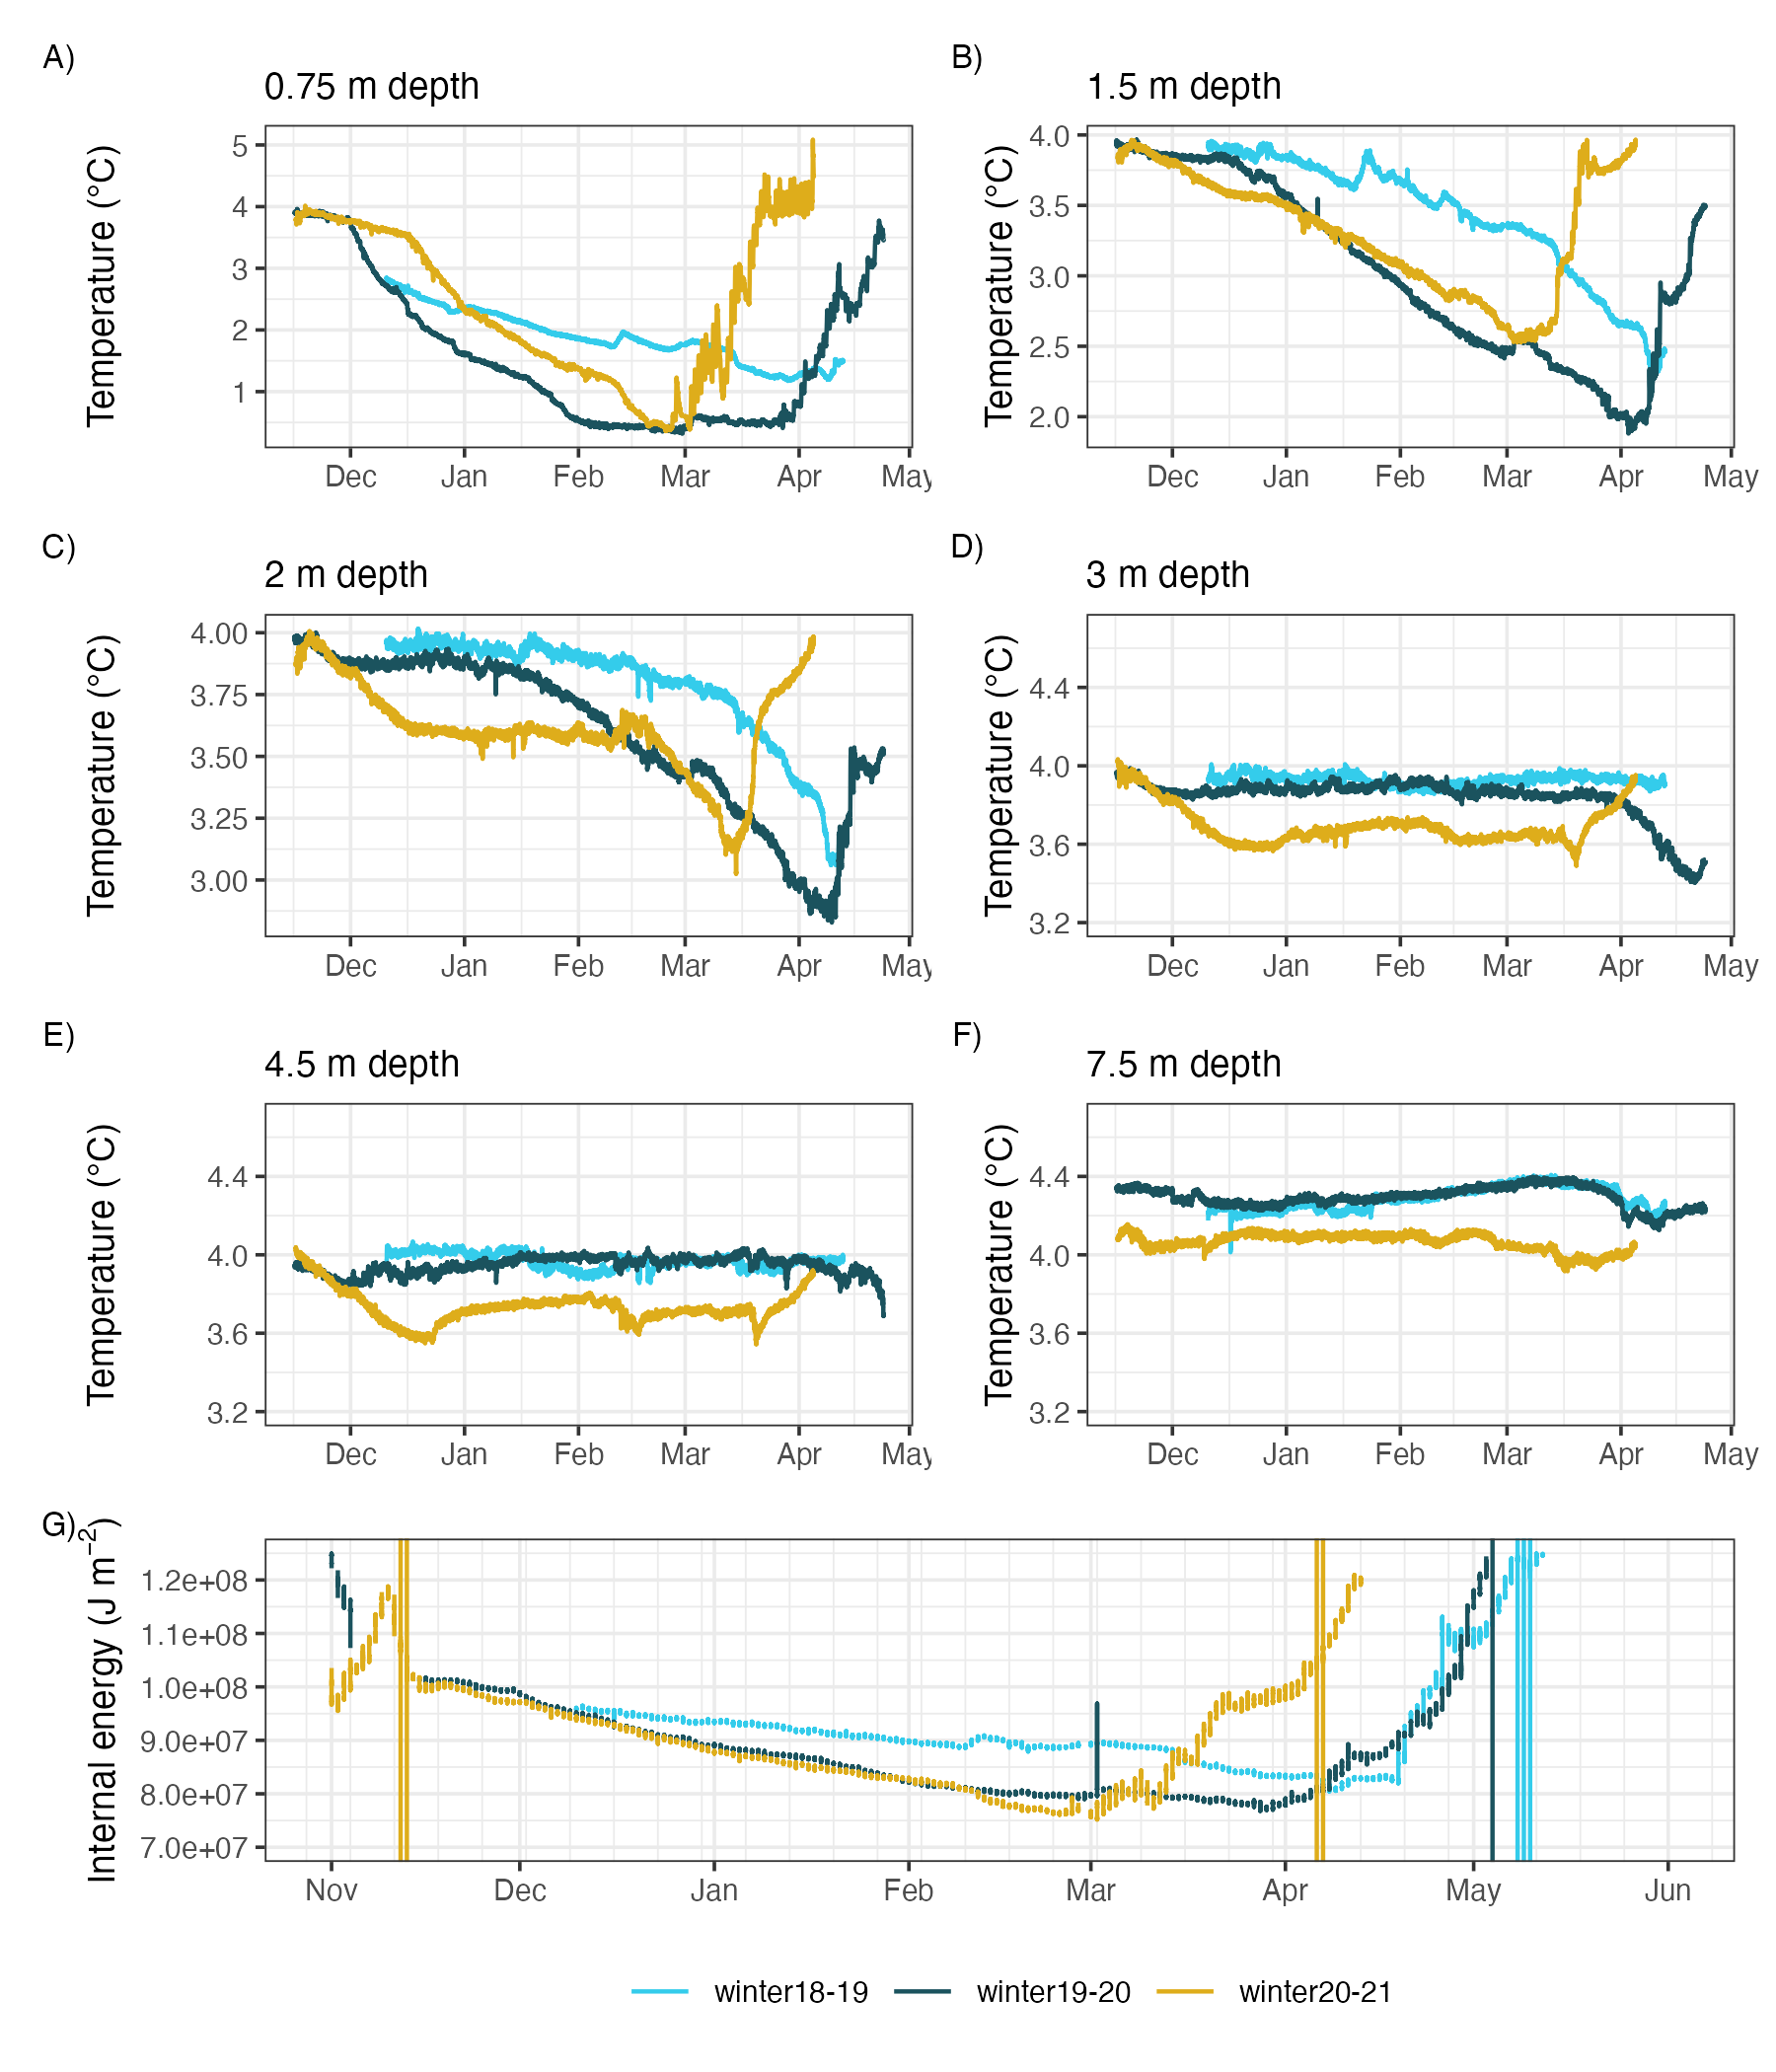 A)
0.75 m depth
Temperature (°C)
5
4
3
2
1
Dec Jan Feb Mar Apr May
B)
1.5 m depth
Temperature (°C)
4.0
3.5
3.0
2.5
2.0
Dec Jan Feb Mar Apr May
C)
2 m depth
Temperature (°C)
4.00
3.75
3.50
3.25
3.00
Dec Jan Feb Mar Apr May
D)
3 m depth
Temperature (°C)
4.4
4.0
3.6
3.2
Dec Jan Feb Mar Apr May
E)
4.5 m depth
Temperature (°C)
4.4
4.0
3.6
3.2
Dec Jan Feb Mar Apr May
F)
7.5 m depth
Temperature (°C)
4.4
4.0
3.6
3.2
Dec Jan Feb Mar Apr May
G)
Internal energy (J m⁻²)
1.2e+08
1.1e+08
1.0e+08
9.0e+07
8.0e+07
7.0e+07
Nov Dec Jan Feb Mar Apr May Jun
winter18-19 winter19-20 winter20-21